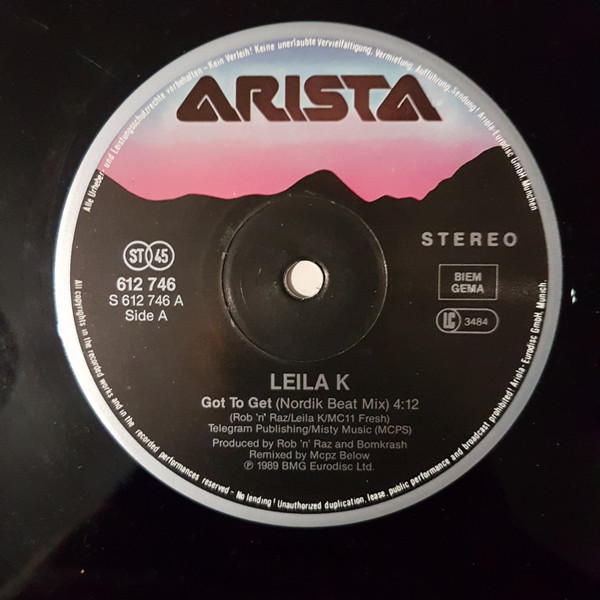 Alle Urheber- und Leistungsschutzrechte vorbehalten - Kein Verleih! Keine unerlaubte Vervielfältigung, Vermietung, Aufführung, Sendung! Ariola-Eurodisc GmbH, München
ARISTA
STEREO
ST 45
612 746
S 612 746 A
Side A
BIEM
GEMA
LC 3484
LEILA K
Got To Get (Nordik Beat Mix) 4:12
(Rob 'n' Raz/Leila K/MC11 Fresh)
Telegram Publishing/Misty Music (MCPS)
Produced by Rob 'n' Raz and Bomkrash
Remixed by Mcpz Below
℗ 1989 BMG Eurodisc Ltd.
All copyrights in the recorded works and in the recorded performances reserved - No lending! Unauthorized duplication, lease, public performance and broadcast prohibited! Ariola-Eurodisc GmbH, Munich.